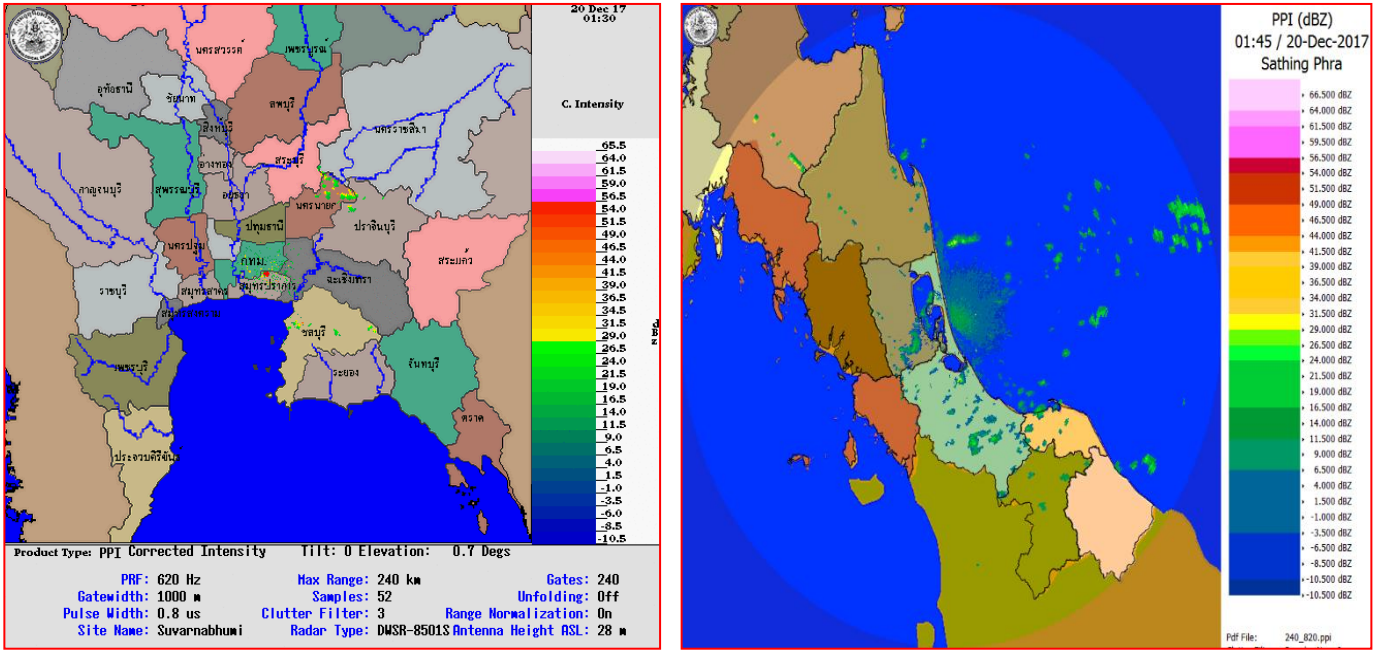 20 Dec 17
01:30
C. Intensity
65.5
64.0
61.5
59.0
56.5
54.0
51.5
49.0
46.5
44.0
41.5
39.0
36.5
34.5
31.5
29.0
26.5
24.0
21.5
19.0
16.5
14.0
11.5
9.0
6.5
4.0
1.5
-1.0
-3.5
-6.0
-8.5
-10.5
dBZ
นครสวรรค์
เพชรบูรณ์
อุทัยธานี
ชัยนาท
ลพบุรี
สิงห์บุรี
นครราชสีมา
อ่างทอง
สระบุรี
กาญจนบุรี
สุพรรณบุรี
อยุธยา
นครนายก
ปทุมธานี
ปราจีนบุรี
นครปฐม
กทม.
สระแก้ว
ราชบุรี
สมุทรสาคร
สมุทรปราการ
ฉะเชิงเทรา
สมุทรสงคราม
ชลบุรี
เพชรบุรี
ระยอง
จันทบุรี
ตราด
ประจวบคีรีขันธ์
Product Type: PPI Corrected Intensity Tilt: 0 Elevation: 0.7 Degs
PRF: 620 Hz Max Range: 240 km Gates: 240
Gatewidth: 1000 m Samples: 52 Unfolding: Off
Pulse Width: 0.8 us Clutter Filter: 3 Range Normalization: On
Site Name: Suvarnabhumi Radar Type: DWSR-8501S Antenna Height ASL: 28 m
PPI (dBZ)
01:45 / 20-Dec-2017
Sathing Phra
66.500 dBZ
64.000 dBZ
61.500 dBZ
59.500 dBZ
56.500 dBZ
54.000 dBZ
51.500 dBZ
49.000 dBZ
46.500 dBZ
44.000 dBZ
41.500 dBZ
39.000 dBZ
36.500 dBZ
34.000 dBZ
31.500 dBZ
29.000 dBZ
26.500 dBZ
24.000 dBZ
21.500 dBZ
19.000 dBZ
16.500 dBZ
14.000 dBZ
11.500 dBZ
9.000 dBZ
6.500 dBZ
4.000 dBZ
1.500 dBZ
-1.000 dBZ
-3.500 dBZ
-6.500 dBZ
-8.500 dBZ
-10.500 dBZ
-10.500 dBZ
Pdf File: 240_820.ppi